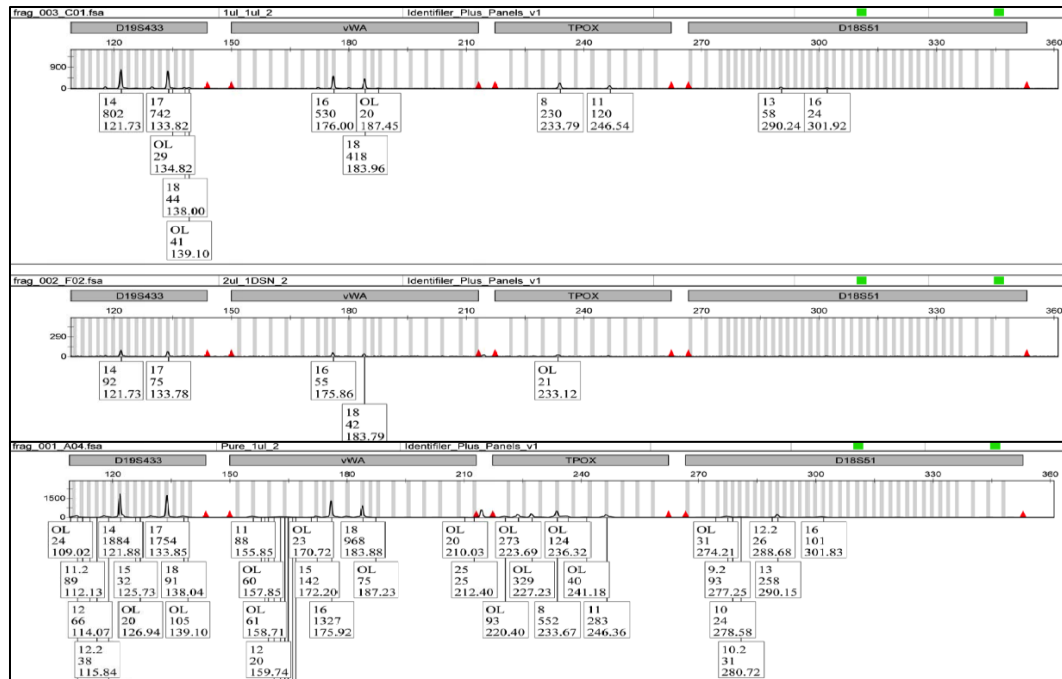 frag_003_C01.fsa 1ul_1ul_2 Identifiler_Plus_Panels_v1
D19S433 vWA TPOX D18S51
120 150 180 210 240 270 300 330 360
900
0
14 17 16 OL 8 11 13 16
802 742 530 20 230 120 58 24
121.73 133.82 176.00 187.45 233.79 246.54 290.24 301.92
OL 18
29 418
134.82 183.96
18
44
138.00
OL
41
139.10
frag_002_F02.fsa 2ul_1DSN_2 Identifiler_Plus_Panels_v1
D19S433 vWA TPOX D18S51
120 150 180 210 240 270 300 330 360
290
0
14 17 16 OL
92 75 55 21
121.73 133.78 175.86 233.12
18
42
183.79
frag_001_A04.fsa Pure_1ul_2 Identifiler_Plus_Panels_v1
D19S433 vWA TPOX D18S51
120 150 180 210 240 270 300 330 360
1500
0
OL 14 17 11 OL 18 OL OL OL OL 12.2 16
24 1884 1754 88 23 968 20 273 124 31 26 101
109.02 121.88 133.85 155.85 170.72 183.88 210.03 223.69 236.32 274.21 288.68 301.83
11.2 15 18 OL 15 OL 25 OL OL 9.2 13
89 32 91 60 142 75 25 329 40 93 258
112.13 125.73 138.04 157.85 172.20 187.23 212.40 227.23 241.18 277.25 290.15
12 OL OL OL 16 OL 8 11 10
66 20 105 61 1327 93 552 283 24
114.07 126.94 139.10 158.71 175.92 220.40 233.67 246.36 278.58
12.2 12 10.2
38 20 31
115.84 159.74 280.72